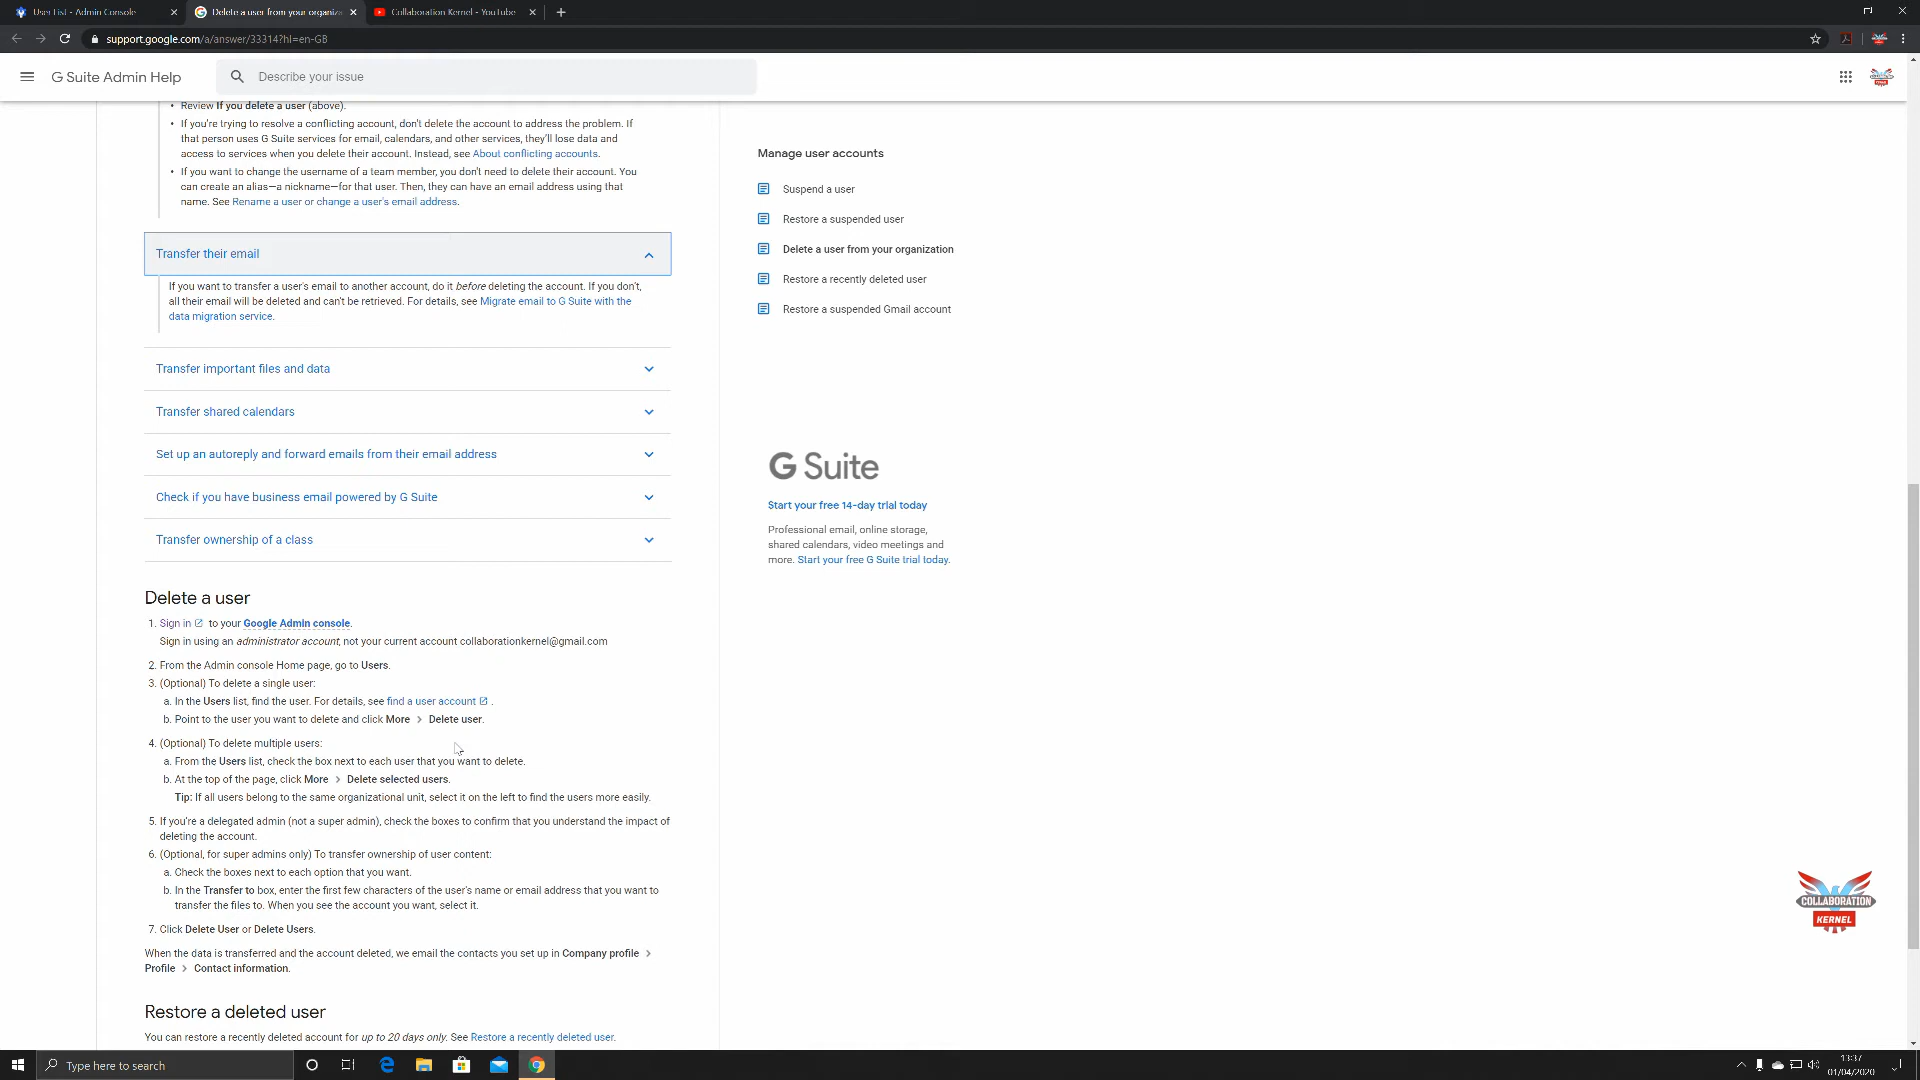 User List - Admin Console
Delete a user from your organiza
Collaboration Kernel - YouTube
support.google.com/a/answer/33314?hl=en-GB
G Suite Admin Help
Describe your issue
• Review If you delete a user (above).
• If you're trying to resolve a conflicting account, don't delete the account to address the problem. If
that person uses G Suite services for email, calendars, and other services, they'll lose data and
access to services when you delete their account. Instead, see About conflicting accounts.
• If you want to change the username of a team member, you don't need to delete their account. You
can create an alias—a nickname—for that user. Then, they can have an email address using that
name. See Rename a user or change a user's email address.
Transfer their email
If you want to transfer a user's email to another account, do it before deleting the account. If you don't,
all their email will be deleted and can't be retrieved. For details, see Migrate email to G Suite with the
data migration service.
Transfer important files and data
Transfer shared calendars
Set up an autoreply and forward emails from their email address
Check if you have business email powered by G Suite
Transfer ownership of a class
Delete a user
1. Sign in to your Google Admin console.
Sign in using an administrator account, not your current account collaborationkernel@gmail.com
2. From the Admin console Home page, go to Users.
3. (Optional) To delete a single user:
a. In the Users list, find the user. For details, see find a user account .
b. Point to the user you want to delete and click More > Delete user.
4. (Optional) To delete multiple users:
a. From the Users list, check the box next to each user that you want to delete.
b. At the top of the page, click More > Delete selected users.
Tip: If all users belong to the same organizational unit, select it on the left to find the users more easily.
5. If you're a delegated admin (not a super admin), check the boxes to confirm that you understand the impact of
deleting the account.
6. (Optional, for super admins only) To transfer ownership of user content:
a. Check the boxes next to each option that you want.
b. In the Transfer to box, enter the first few characters of the user's name or email address that you want to
transfer the files to. When you see the account you want, select it.
7. Click Delete User or Delete Users.
When the data is transferred and the account deleted, we email the contacts you set up in Company profile >
Profile > Contact information.
Restore a deleted user
You can restore a recently deleted account for up to 20 days only. See Restore a recently deleted user.
Manage user accounts
Suspend a user
Restore a suspended user
Delete a user from your organization
Restore a recently deleted user
Restore a suspended Gmail account
G Suite
Start your free 14-day trial today
Professional email, online storage,
shared calendars, video meetings and
more. Start your free G Suite trial today.
COLLABORATION
KERNEL
Type here to search
13:37
01/04/2020